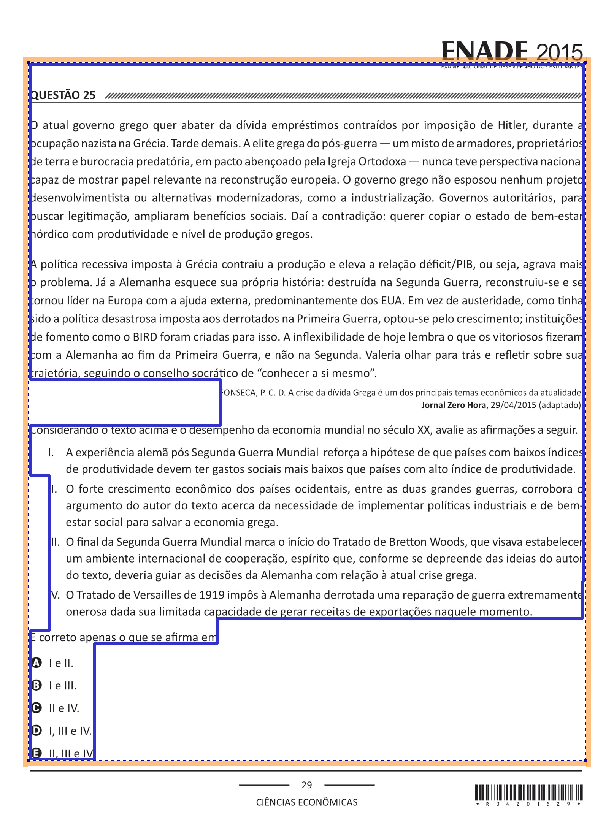 ENADE 2015
QUESTÃO 25
O atual governo grego quer abater da dívida empréstimos contraídos por imposição de Hitler, durante a
ocupação nazista na Grécia. Tarde demais. A elite grega do pós-guerra — um misto de armadores, proprietários
de terra e burocracia predatória, em pacto abençoado pela Igreja Ortodoxa — nunca teve perspectiva nacional
capaz de mostrar papel relevante na reconstrução europeia. O governo grego não esposou nenhum projeto
desenvolvimentista ou alternativas modernizadoras, como a industrialização. Governos autoritários, para
buscar legitimação, ampliaram benefícios sociais. Daí a contradição: querer copiar o estado de bem-estar
nórdico com produtividade e nível de produção gregos.
A política recessiva imposta à Grécia contraiu a produção e eleva a relação déficit/PIB, ou seja, agrava mais
o problema. Já a Alemanha esquece sua própria história: destruída na Segunda Guerra, reconstruiu-se e se
tornou líder na Europa com a ajuda externa, predominantemente dos EUA. Em vez de austeridade, como tinha
sido a política desastrosa imposta aos derrotados na Primeira Guerra, optou-se pelo crescimento; instituições
de fomento como o BIRD foram criadas para isso. A inflexibilidade de hoje lembra o que os vitoriosos fizeram
com a Alemanha ao fim da Primeira Guerra, e não na Segunda. Valeria olhar para trás e refletir sobre sua
trajetória, seguindo o conselho socrático de “conhecer a si mesmo”.
FONSECA, P. C. D. A crise da dívida Grega é um dos principais temas econômicos da atualidade.
Jornal Zero Hora, 29/04/2015 (adaptado).
Considerando o texto acima e o desempenho da economia mundial no século XX, avalie as afirmações a seguir.
I. A experiência alemã pós Segunda Guerra Mundial reforça a hipótese de que países com baixos índices
de produtividade devem ter gastos sociais mais baixos que países com alto índice de produtividade.
II. O forte crescimento econômico dos países ocidentais, entre as duas grandes guerras, corrobora o
argumento do autor do texto acerca da necessidade de implementar políticas industriais e de bem-
estar social para salvar a economia grega.
III. O final da Segunda Guerra Mundial marca o início do Tratado de Bretton Woods, que visava estabelecer
um ambiente internacional de cooperação, espírito que, conforme se depreende das ideias do autor
do texto, deveria guiar as decisões da Alemanha com relação à atual crise grega.
IV. O Tratado de Versailles de 1919 impôs à Alemanha derrotada uma reparação de guerra extremamente
onerosa dada sua limitada capacidade de gerar receitas de exportações naquele momento.
É correto apenas o que se afirma em
A I e II.
B I e III.
C II e IV.
D I, III e IV.
E II, III e IV.
29
CIÊNCIAS ECONÔMICAS